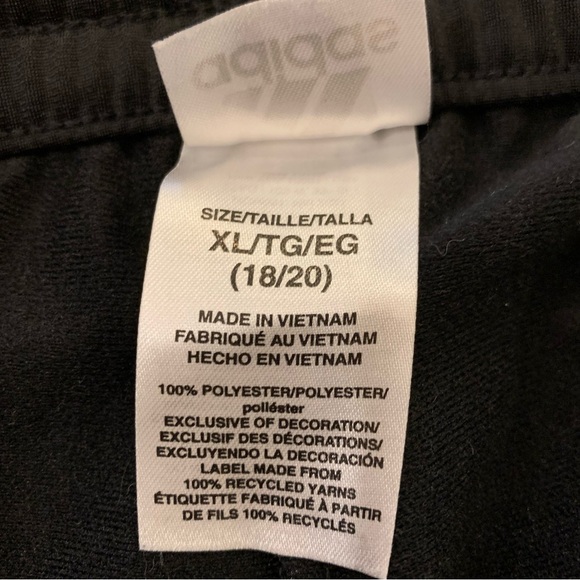 adidas
SIZE/TAILLE/TALLA
XL/TG/EG
(18/20)
MADE IN VIETNAM
FABRIQUÉ AU VIETNAM
HECHO EN VIETNAM
100% POLYESTER/POLYESTER/
poliéster
EXCLUSIVE OF DECORATION/
EXCLUSIF DES DÉCORATIONS/
EXCLUYENDO LA DECORACIÓN
LABEL MADE FROM
100% RECYCLED YARNS
ÉTIQUETTE FABRIQUÉ À PARTIR
DE FILS 100% RECYCLÉS